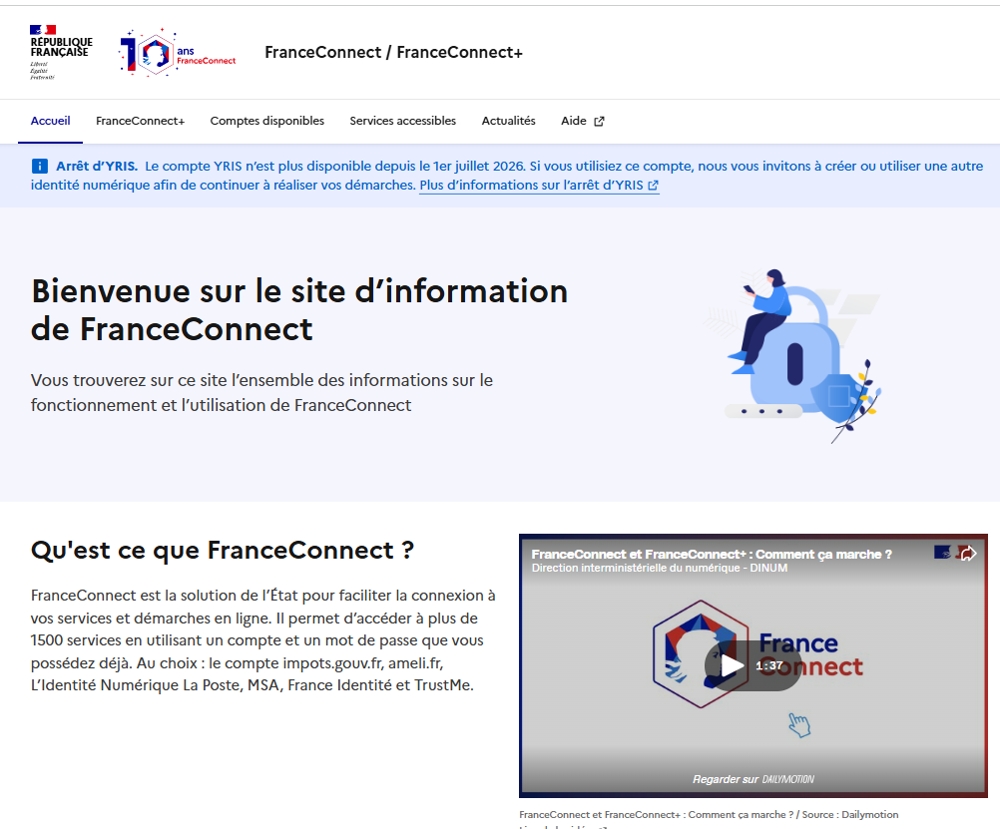 RÉPUBLIQUE
FRANÇAISE
Liberté
Égalité
Fraternité
10 ans
FranceConnect
FranceConnect / FranceConnect+
Accueil FranceConnect+ Comptes disponibles Services accessibles Actualités Aide
Arrêt d’YRIS. Le compte YRIS n’est plus disponible depuis le 1er juillet 2026. Si vous utilisiez ce compte, nous vous invitons à créer ou utiliser une autre
identité numérique afin de continuer à réaliser vos démarches. Plus d’informations sur l’arrêt d’YRIS
Bienvenue sur le site d’information
de FranceConnect
Vous trouverez sur ce site l’ensemble des informations sur le
fonctionnement et l’utilisation de FranceConnect
Qu'est ce que FranceConnect ?
FranceConnect est la solution de l’État pour faciliter la connexion à
vos services et démarches en ligne. Il permet d’accéder à plus de
1500 services en utilisant un compte et un mot de passe que vous
possédez déjà. Au choix : le compte impots.gouv.fr, ameli.fr,
L’Identité Numérique La Poste, MSA, France Identité et TrustMe.
FranceConnect et FranceConnect+ : Comment ça marche ?
Direction interministérielle du numérique - DINUM
France
Connect
1:37
Regarder sur DAILYMOTION
FranceConnect et FranceConnect+ : Comment ça marche ? / Source : Dailymotion